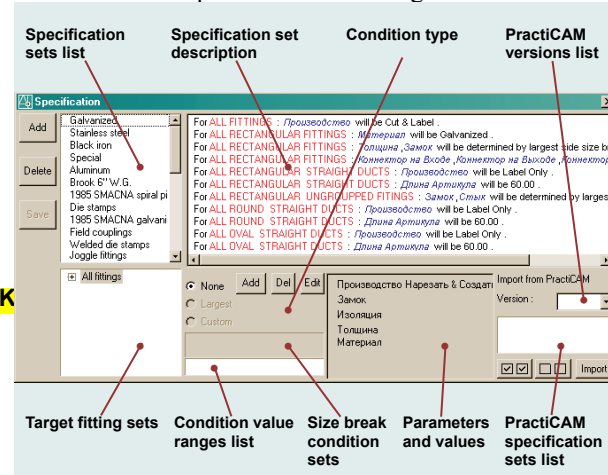 Specification sets list
Specification set description
Condition type
PractiCAM versions list
Specification
Add
Delete
Save
Galvanized
Stainless steel
Black iron
Special
Aluminum
Brook 6" W.G.
1985 SMACNA spiral pi
Die stamps
1985 SMACNA galvani
Field couplings
Welded die stamps
Joggle fittings
For ALL FITTINGS : Производство will be Cut & Label .
For ALL RECTANGULAR FITTINGS : Материал will be Galvanized .
For ALL RECTANGULAR FITTINGS : Толщина ,Замок will be determined by largest side size br
For ALL RECTANGULAR FITTINGS : Коннектор на Входе ,Коннектор на Выходе ,Коннектор
For ALL RECTANGULAR STRAIGHT DUCTS : Производство will be Label Only .
For ALL RECTANGULAR STRAIGHT DUCTS : Длина Артикула will be 60.00 .
For ALL RECTANGULAR UNGROUPPED FITINGS : Замок ,Стык will be determined by larges
For ALL ROUND STRAIGHT DUCTS : Производство will be Label Only .
For ALL ROUND STRAIGHT DUCTS : Длина Артикула will be 60.00 .
For ALL OVAL STRAIGHT DUCTS : Производство will be Label Only .
For ALL OVAL STRAIGHT DUCTS : Длина Артикула will be 60.00 .
К
All fittings
None
Largest
Custom
Add Del Edit
Производство Нарезать & Создать
Замок
Изоляция
Толщина
Материал
Import from PractiCAM
Version :
Import
Target fitting sets
Condition value ranges list
Size break condition sets
Parameters and values
PractiCAM specification sets list